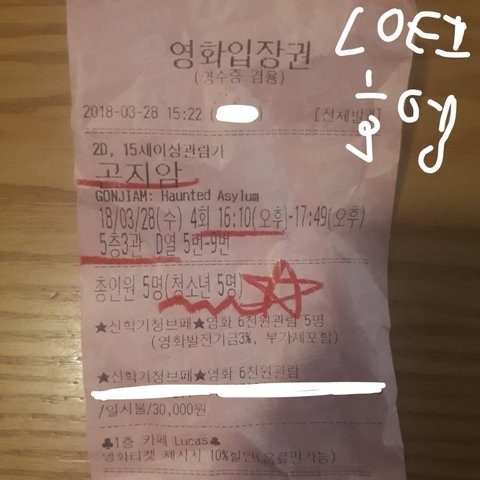 영화입장권
(영수증 겸용)
2018-03-28 15:22 ( [전체발권]
2D, 15세이상관람가
곤지암
GONJIAM: Haunted Asylum
18/03/28(수) 4회 16:10(오후)-17:49(오후)
5층3관 D열 5번-9번
총인원 5명(청소년 5명)
★신학기청브페★영화 6천원관람 5명
(영화발전기금3%, 부가세포함)
★신학기청브페★영화 6천원관람
/일시불/30,000원
♣1층 카페 Lucas♣
영화티켓 제시시 10%할인(음료만가능)